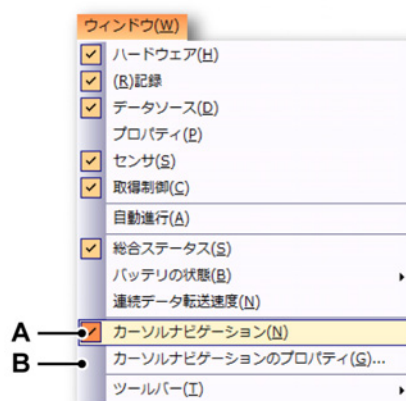 ウィンドウ(W)
ハードウェア(H)
(R)記録
データソース(D)
プロパティ(P)
センサ(S)
取得制御(C)
自動進行(A)
総合ステータス(S)
バッテリの状態(B)
連続データ転送速度(N)
A カーソルナビゲーション(N)
B カーソルナビゲーションのプロパティ(G)...
ツールバー(T)